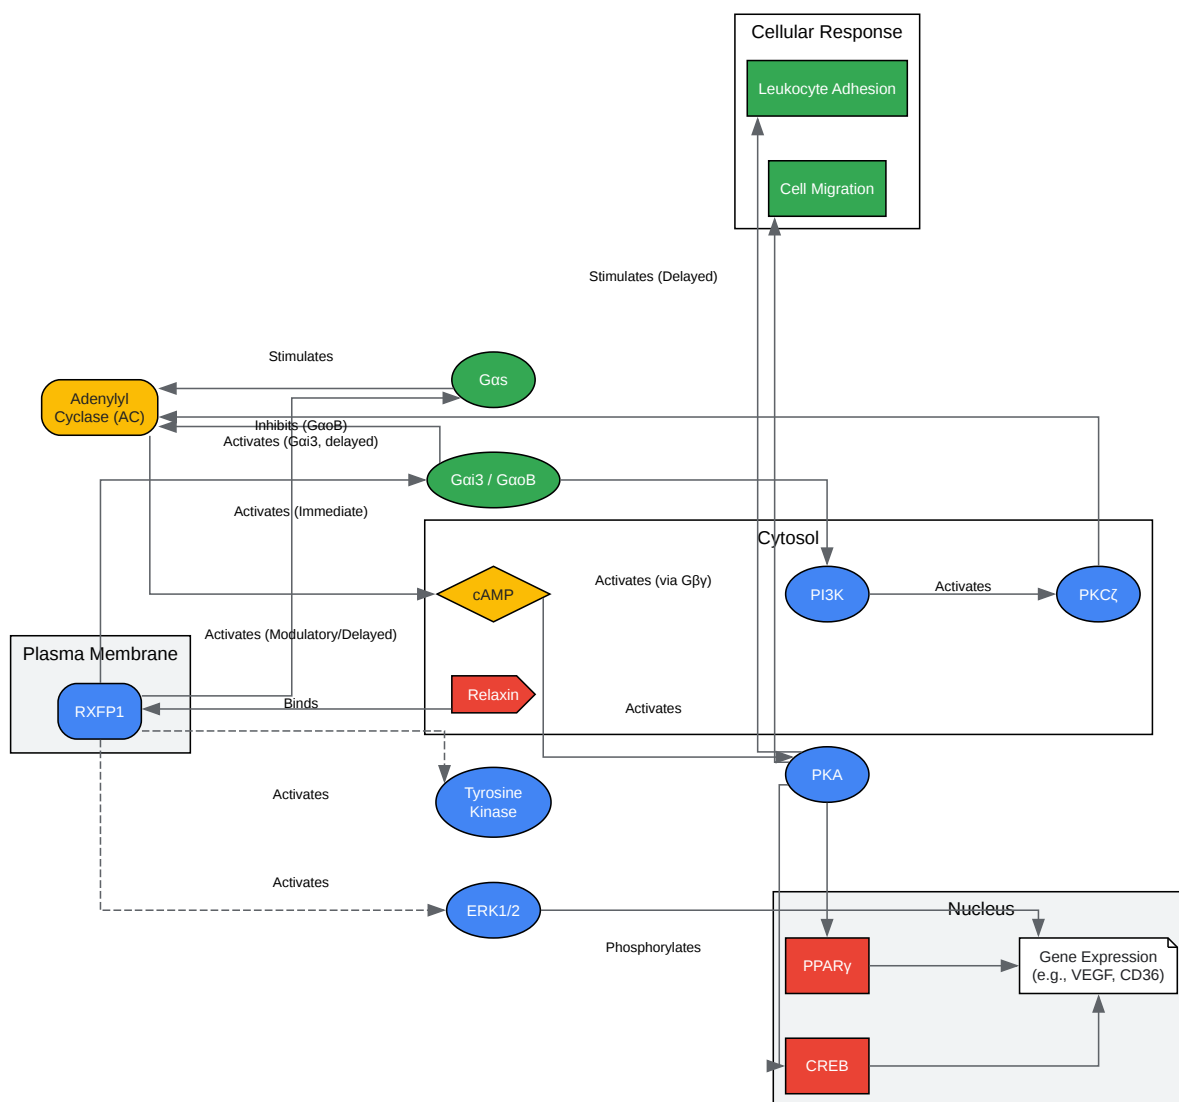 Cellular Response
Leukocyte Adhesion
Cell Migration
Stimulates (Delayed)
Stimulates
Gαs
Adenylyl
Cyclase (AC)
Inhibits (GαoB)
Activates (Gαi3, delayed)
Gαi3 / GαoB
Activates (Immediate)
Cytosol
cAMP
Activates (via Gβγ)
PI3K
Activates
PKCζ
Activates (Modulatory/Delayed)
Plasma Membrane
RXFP1
Binds
Relaxin
Activates
PKA
Tyrosine
Kinase
Activates
Activates
ERK1/2
Nucleus
Phosphorylates
PPARγ
Gene Expression
(e.g., VEGF, CD36)
CREB